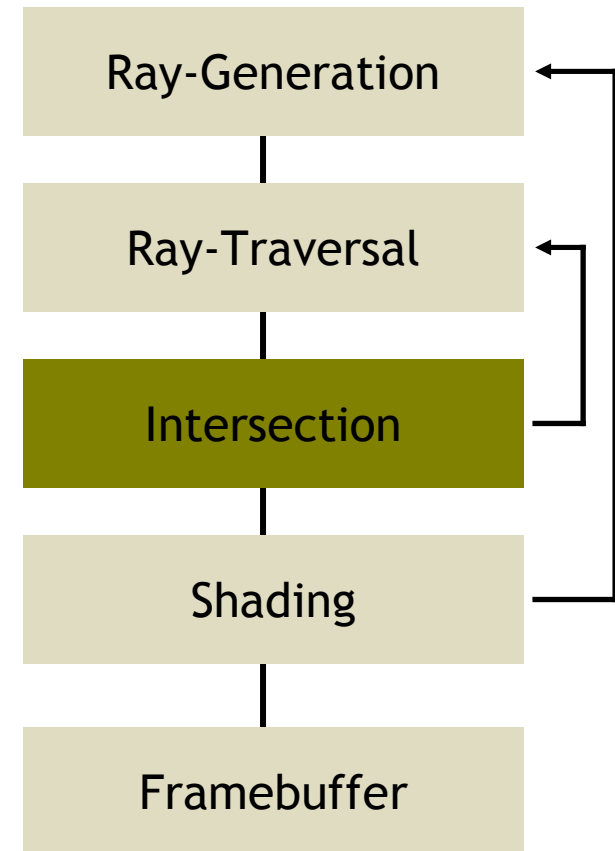 Ray-Generation
Ray-Traversal
Intersection
Shading
Framebuffer